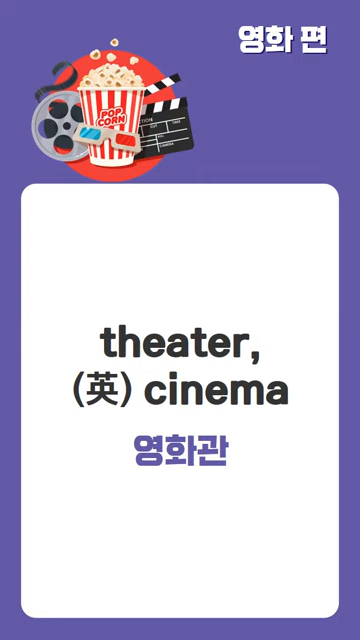 영화 편
POP
CORN
theater,
(英) cinema
영화관